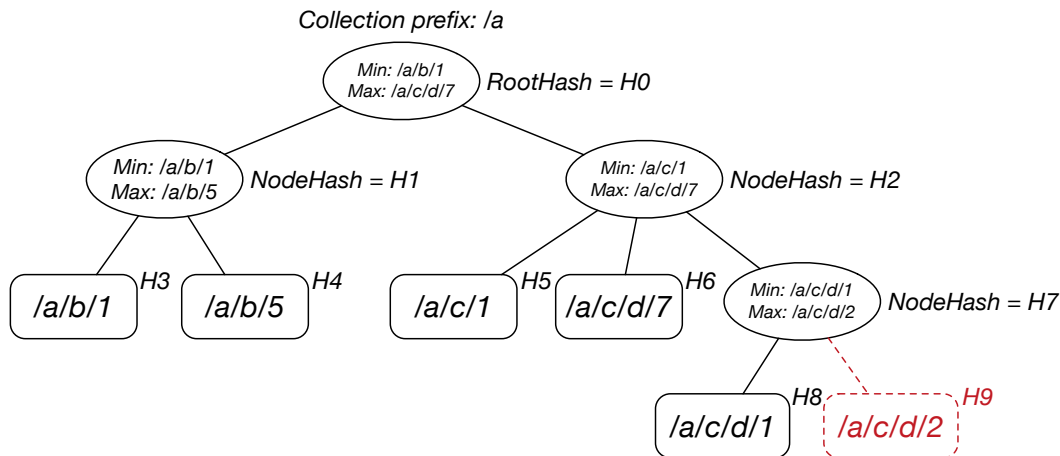 Collection prefix: /a
Min: /a/b/1
Max: /a/c/d/7
RootHash = H0
Min: /a/b/1
Max: /a/b/5
NodeHash = H1
Min: /a/c/1
Max: /a/c/d/7
NodeHash = H2
/a/b/1
H3
/a/b/5
H4
/a/c/1
H5
/a/c/d/7
H6
Min: /a/c/d/1
Max: /a/c/d/2
NodeHash = H7
/a/c/d/1
H8
/a/c/d/2
H9